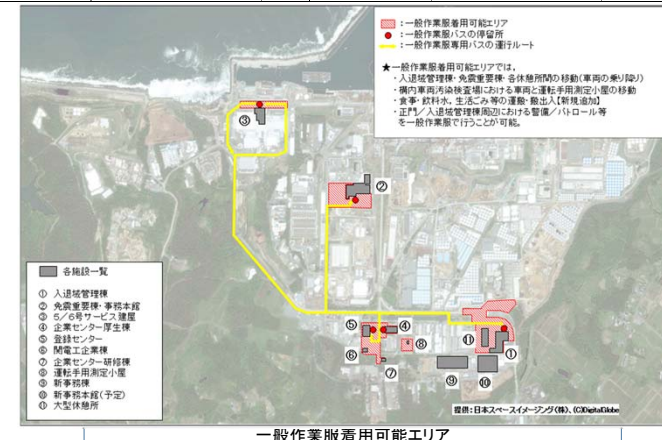 ：一般作業服着用可能エリア
：一般作業服バスの停留所
：一般作業服専用バスの運行ルート
★一般作業服着用可能エリアでは，
・入退域管理棟・免震重要棟・各休憩所間の移動（車両の乗り降り）
・構内車両汚染検査場における車両と運転手用測定小屋の移動
・食事・飲料水，生活ごみ等の運搬・搬出入【新規追加】
・正門／入退域管理棟周辺における警備／パトロール等
を一般作業服で行うことが可能。
③
②
⑤
④
⑥
⑧
⑦
⑪
①
⑨
⑩
各施設一覧
① 入退域管理棟
② 免震重要棟・事務本館
③ 5／6号サービス建屋
④ 企業センター厚生棟
⑤ 登録センター
⑥ 関電工企業棟
⑦ 企業センター研修棟
⑧ 運転手用測定小屋
⑨ 新事務棟
⑩ 新事務本館（予定）
⑪ 大型休憩所
提供：日本スペースイメージング（株）、(C)DigitalGlobe
一般作業服着用可能エリア